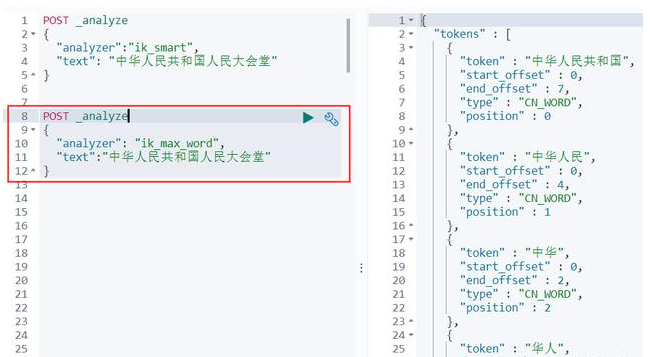 1 POST _analyze
2 {
3 "analyzer":"ik_smart",
4 "text": "中华人民共和国人民大会堂"
5 }
6
7
8 POST _analyze
9 {
10 "analyzer": "ik_max_word",
11 "text":"中华人民共和国人民大会堂"
12 }
13
14
15
16
17
18
19
20
21
22
23
24
25
1 {
2 "tokens" : [
3 {
4 "token" : "中华人民共和国",
5 "start_offset" : 0,
6 "end_offset" : 7,
7 "type" : "CN_WORD",
8 "position" : 0
9 },
10 {
11 "token" : "中华人民",
12 "start_offset" : 0,
13 "end_offset" : 4,
14 "type" : "CN_WORD",
15 "position" : 1
16 },
17 {
18 "token" : "中华",
19 "start_offset" : 0,
20 "end_offset" : 2,
21 "type" : "CN_WORD",
22 "position" : 2
23 },
24 {
25 "token" : "华人",